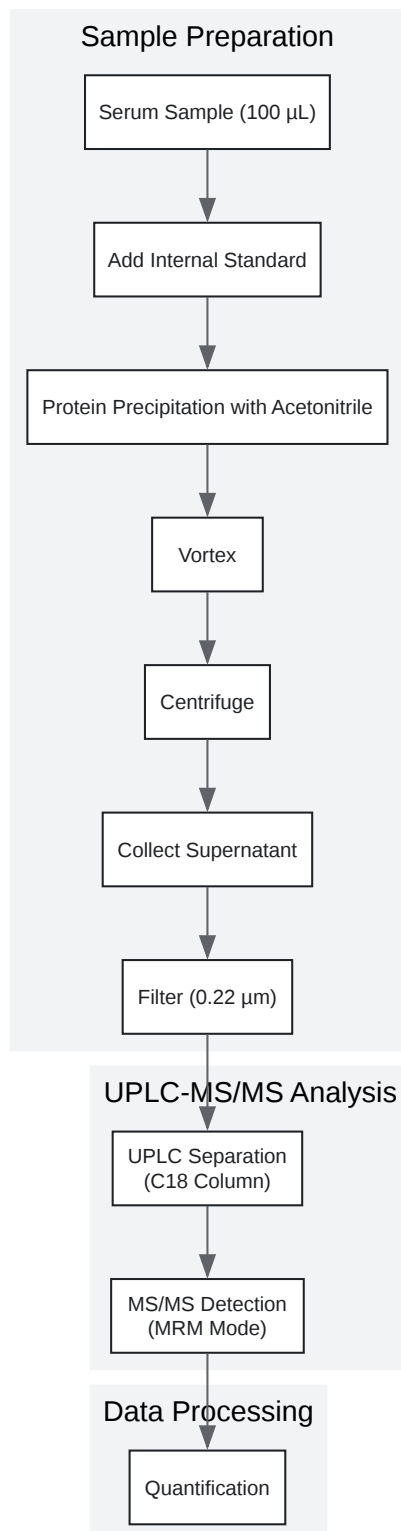 Sample Preparation
Serum Sample (100 µL)
Add Internal Standard
Protein Precipitation with Acetonitrile
Vortex
Centrifuge
Collect Supernatant
Filter (0.22 µm)
UPLC-MS/MS Analysis
UPLC Separation
(C18 Column)
MS/MS Detection
(MRM Mode)
Data Processing
Quantification